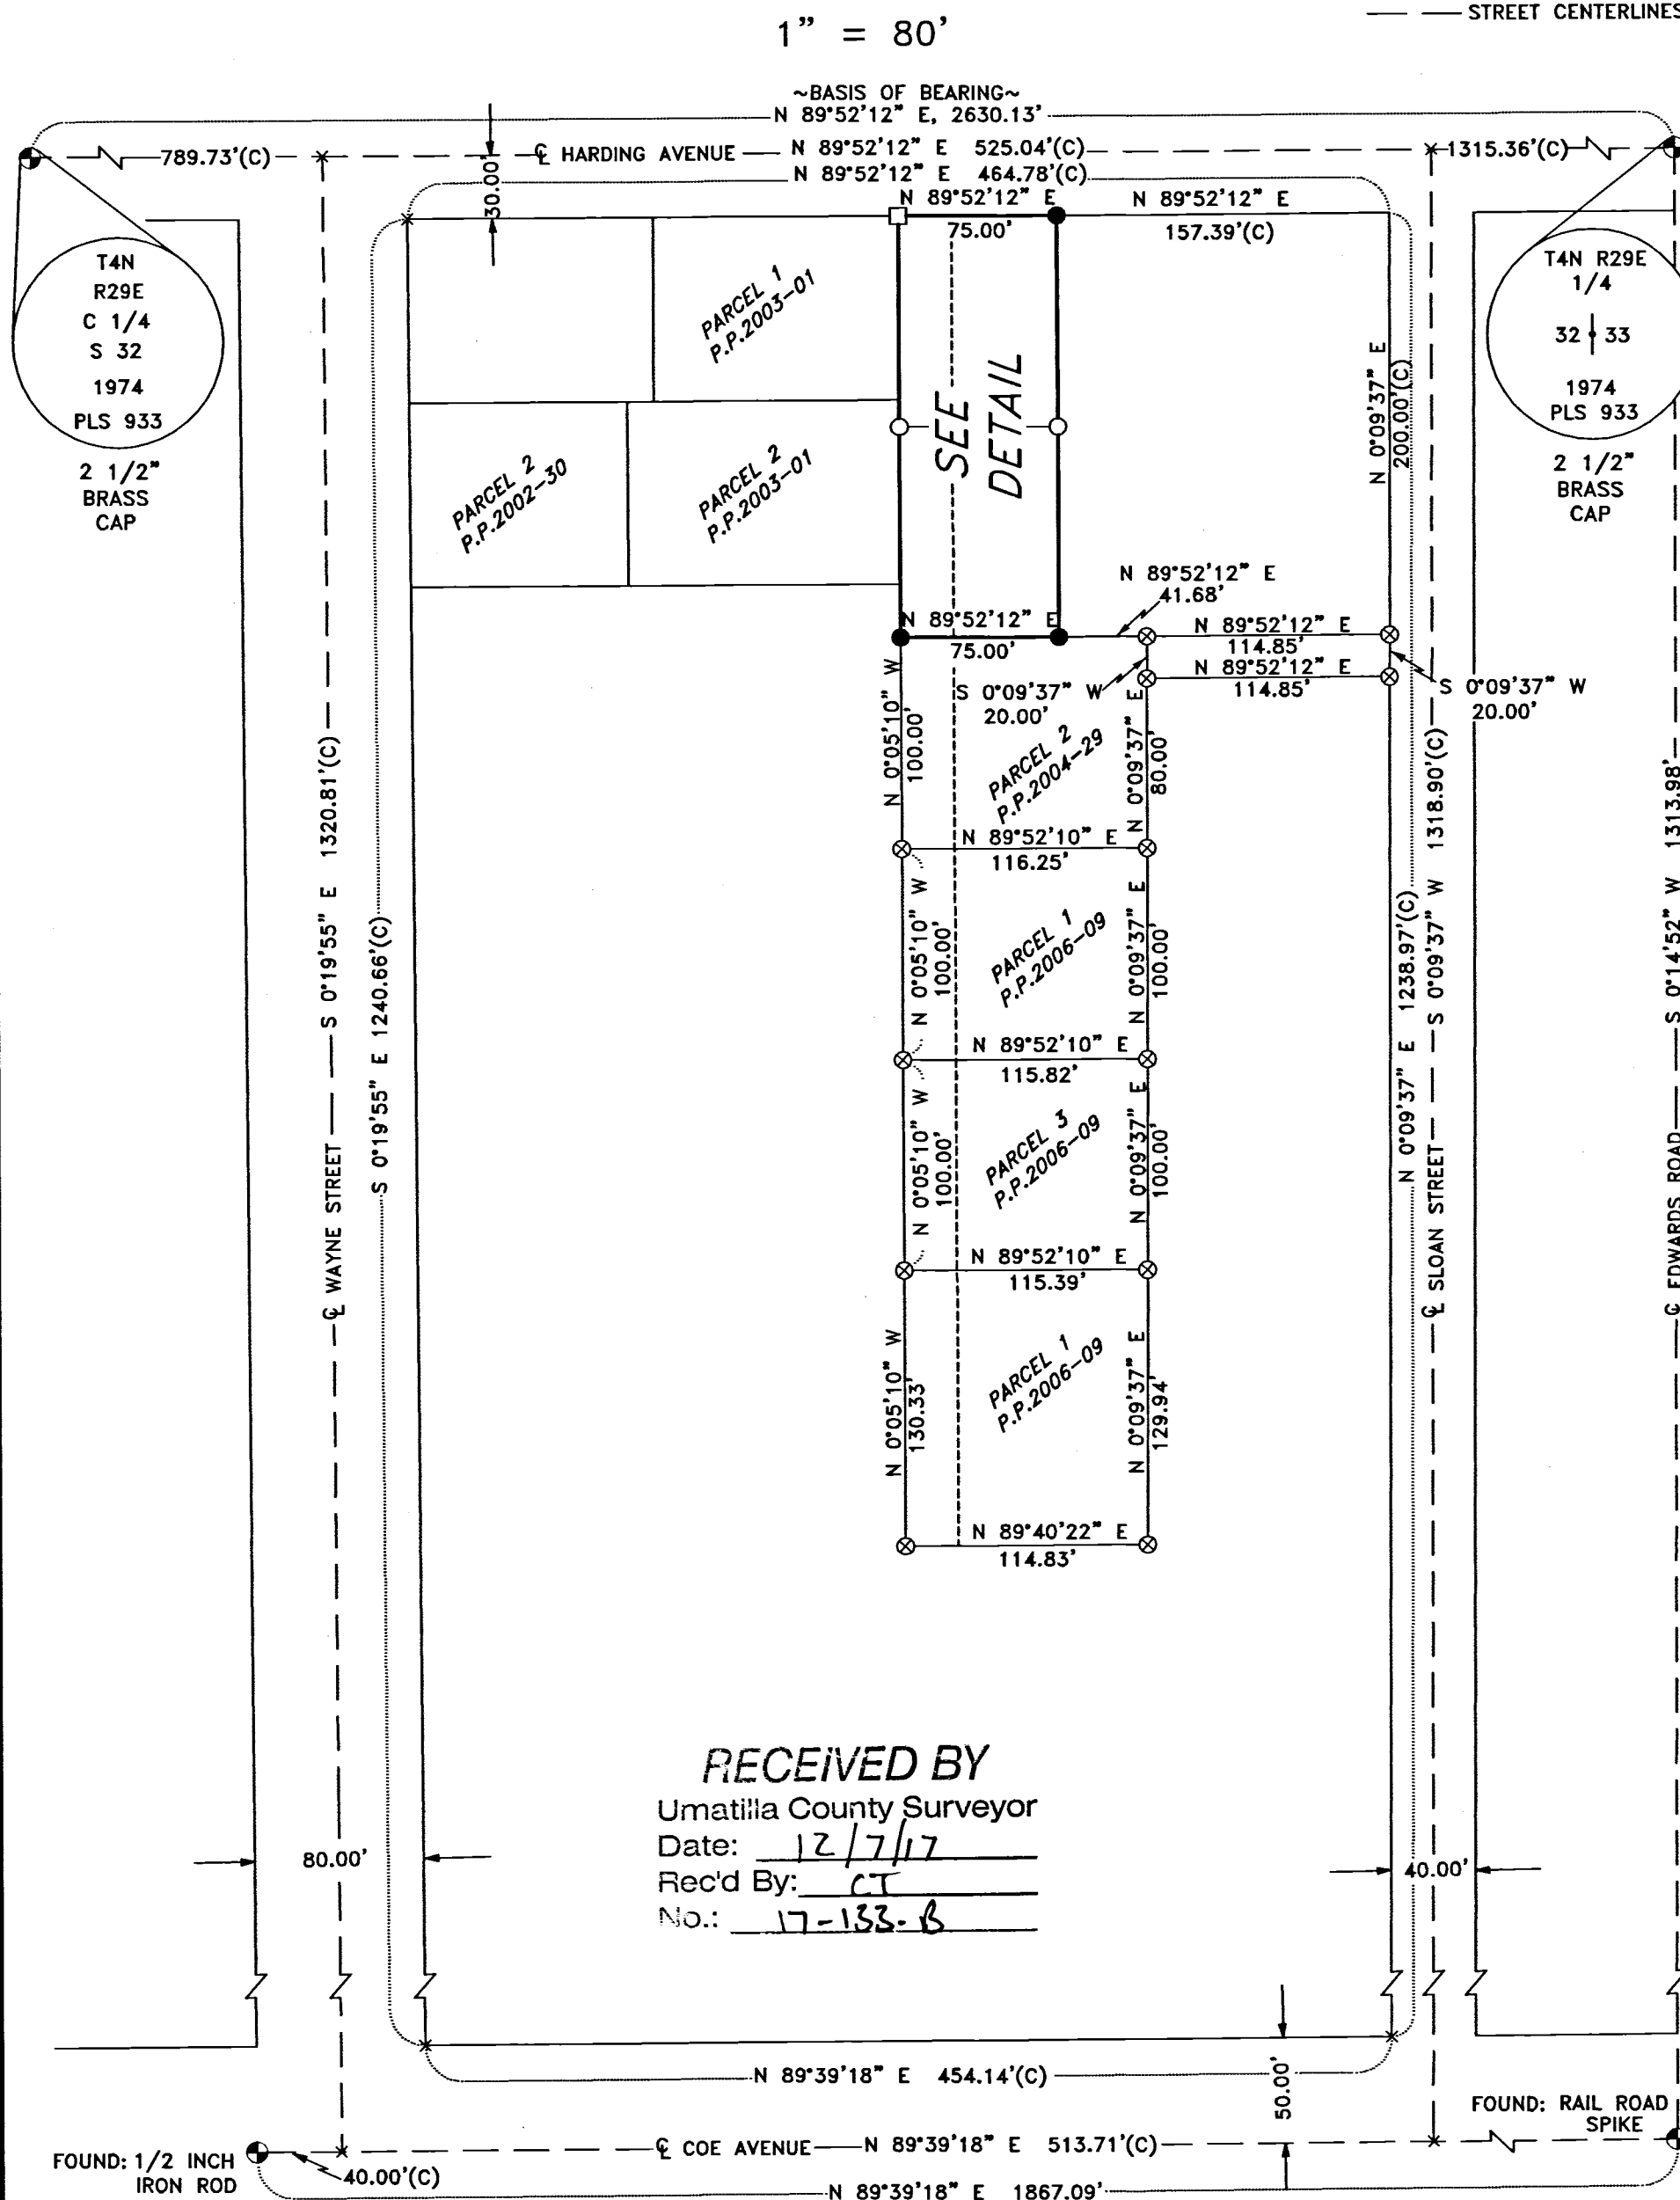 — — STREET CENTERLINES
1" = 80'
~BASIS OF BEARING~
N 89°52'12" E, 2630.13'
789.73'(C)
℄ HARDING AVENUE
N 89°52'12" E 525.04'(C)
1315.36'(C)
N 89°52'12" E 464.78'(C)
30.00'
N 89°52'12" E
75.00'
N 89°52'12" E
157.39'(C)
T4N
R29E
C 1/4
S 32
1974
PLS 933
2 1/2"
BRASS
CAP
PARCEL 1
P.P.2003-01
PARCEL 2
P.P.2002-30
PARCEL 2
P.P.2003-01
SEE
DETAIL
N 0°09'37" E
200.00'(C)
T4N R29E
1/4
32 33
1974
PLS 933
2 1/2"
BRASS
CAP
N 89°52'12" E
41.68'
N 89°52'12" E
75.00'
N 89°52'12" E
114.85'
N 89°52'12" E
114.85'
S 0°09'37" W
20.00'
S 0°09'37" W
20.00'
N 0°05'10" W
100.00'
PARCEL 2
P.P.2004-29
N 0°09'37" E
80.00'
N 89°52'10" E
116.25'
N 0°05'10" W
100.00'
PARCEL 1
P.P.2006-09
N 0°09'37" E
100.00'
N 89°52'10" E
115.82'
N 0°05'10" W
100.00'
PARCEL 3
P.P.2006-09
N 0°09'37" E
100.00'
N 89°52'10" E
115.39'
N 0°05'10" W
130.33'
PARCEL 1
P.P.2006-09
N 0°09'37" E
129.94'
N 89°40'22" E
114.83'
℄ WAYNE STREET
S 0°19'55" E 1320.81'(C)
S 0°19'55" E 1240.66'(C)
N 0°09'37" E 1238.97'(C)
℄ SLOAN STREET
S 0°09'37" W 1318.90'(C)
℄ EDWARDS ROAD
S 0°14'52" W 1313.98'
RECEIVED BY
Umatilla County Surveyor
Date: 12/7/17
Rec'd By: CT
No.: 17-133-B
80.00'
40.00'
N 89°39'18" E 454.14'(C)
50.00'
FOUND: RAIL ROAD
SPIKE
FOUND: 1/2 INCH
IRON ROD
40.00'(C)
℄ COE AVENUE
N 89°39'18" E 513.71'(C)
N 89°39'18" E 1867.09'